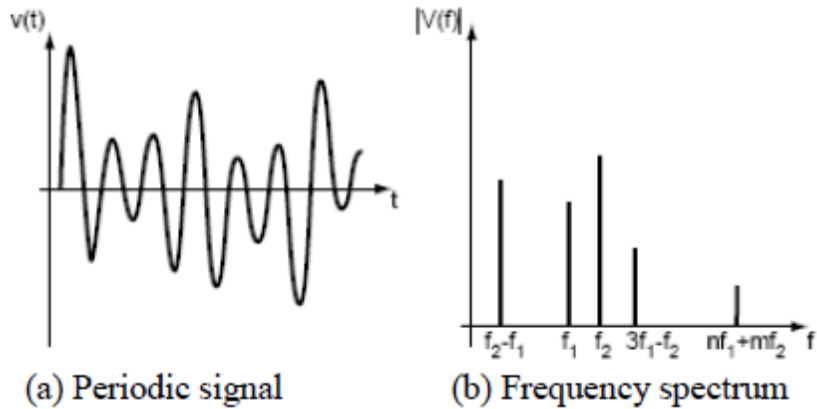 v(t)
t
(a) Periodic signal
|V(f)|
f₂-f₁ f₁ f₂ 3f₁-f₂ nf₁+mf₂ f
(b) Frequency spectrum